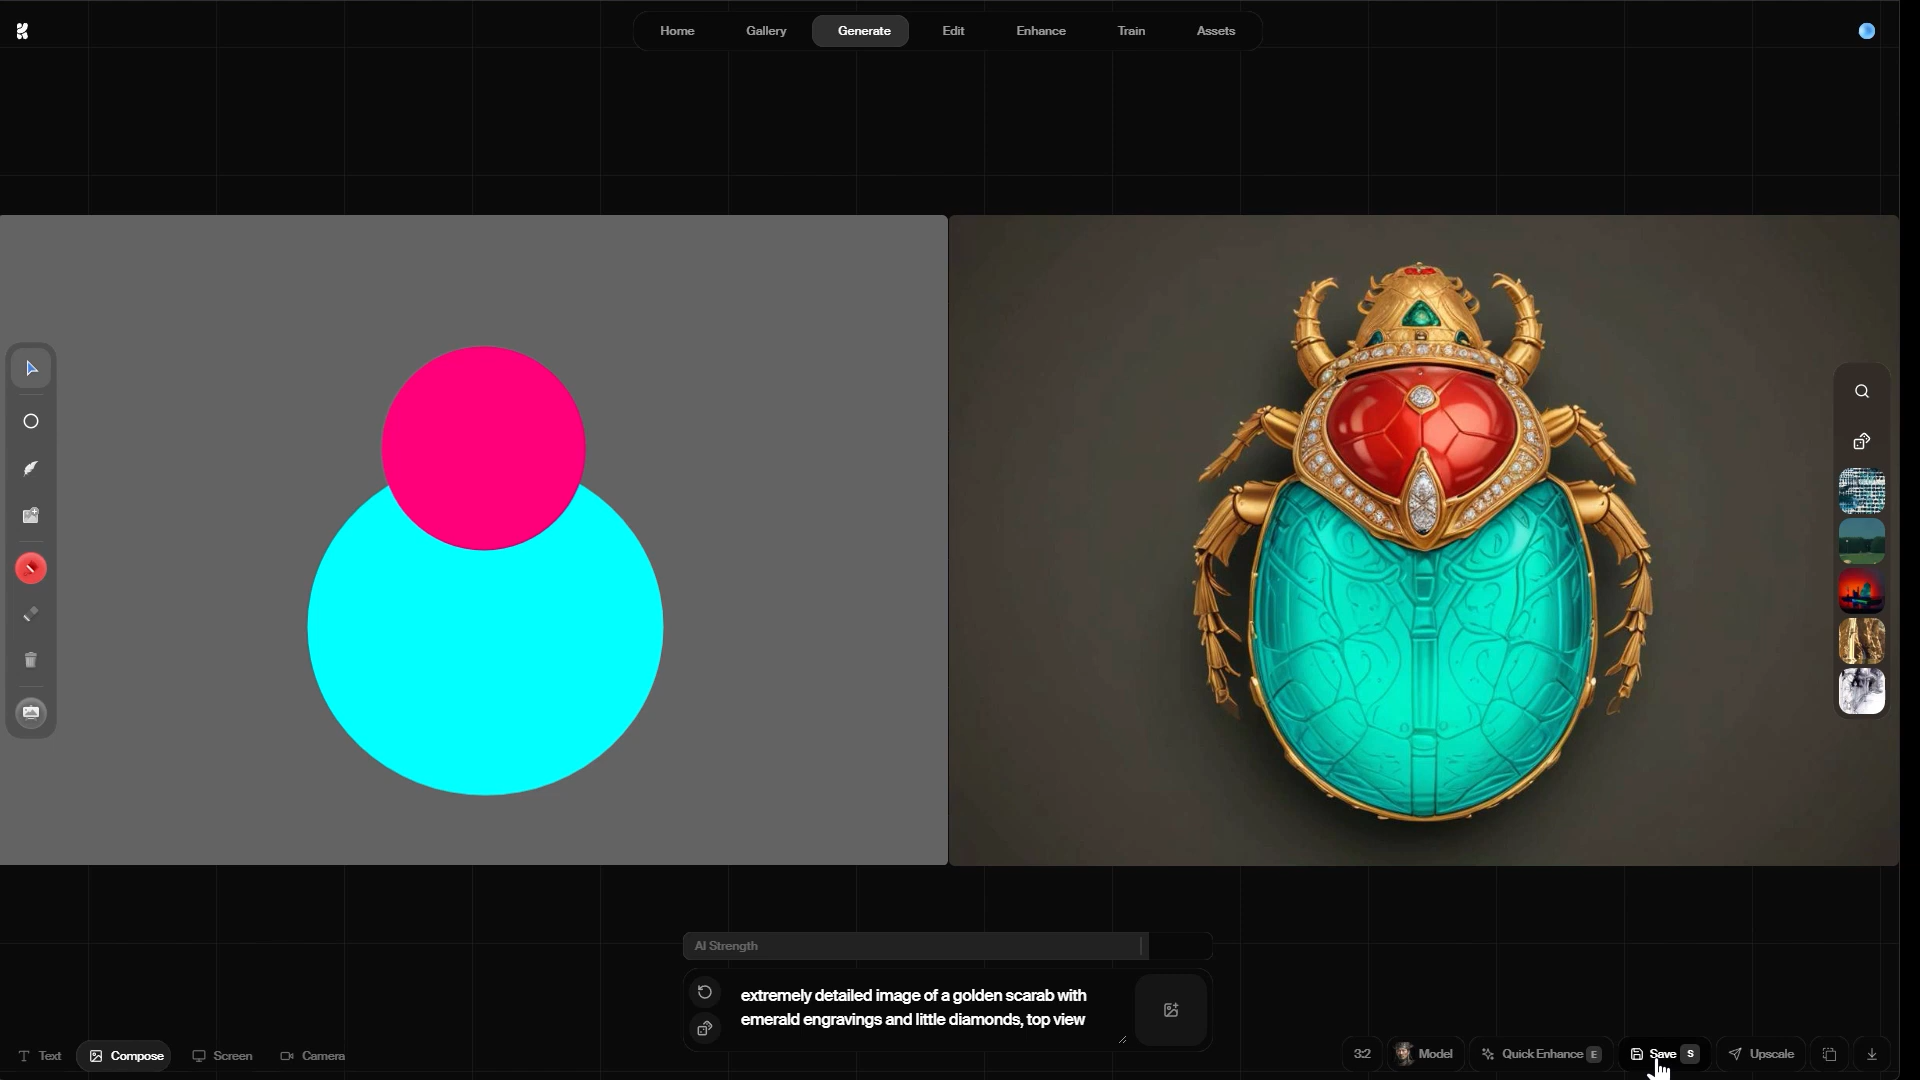 Home
Gallery
Generate
Edit
Enhance
Train
Assets
AI Strength
extremely detailed image of a golden scarab with
emerald engravings and little diamonds, top view
Text
Compose
Screen
Camera
3:2
Model
Quick Enhance E
Save S
Upscale